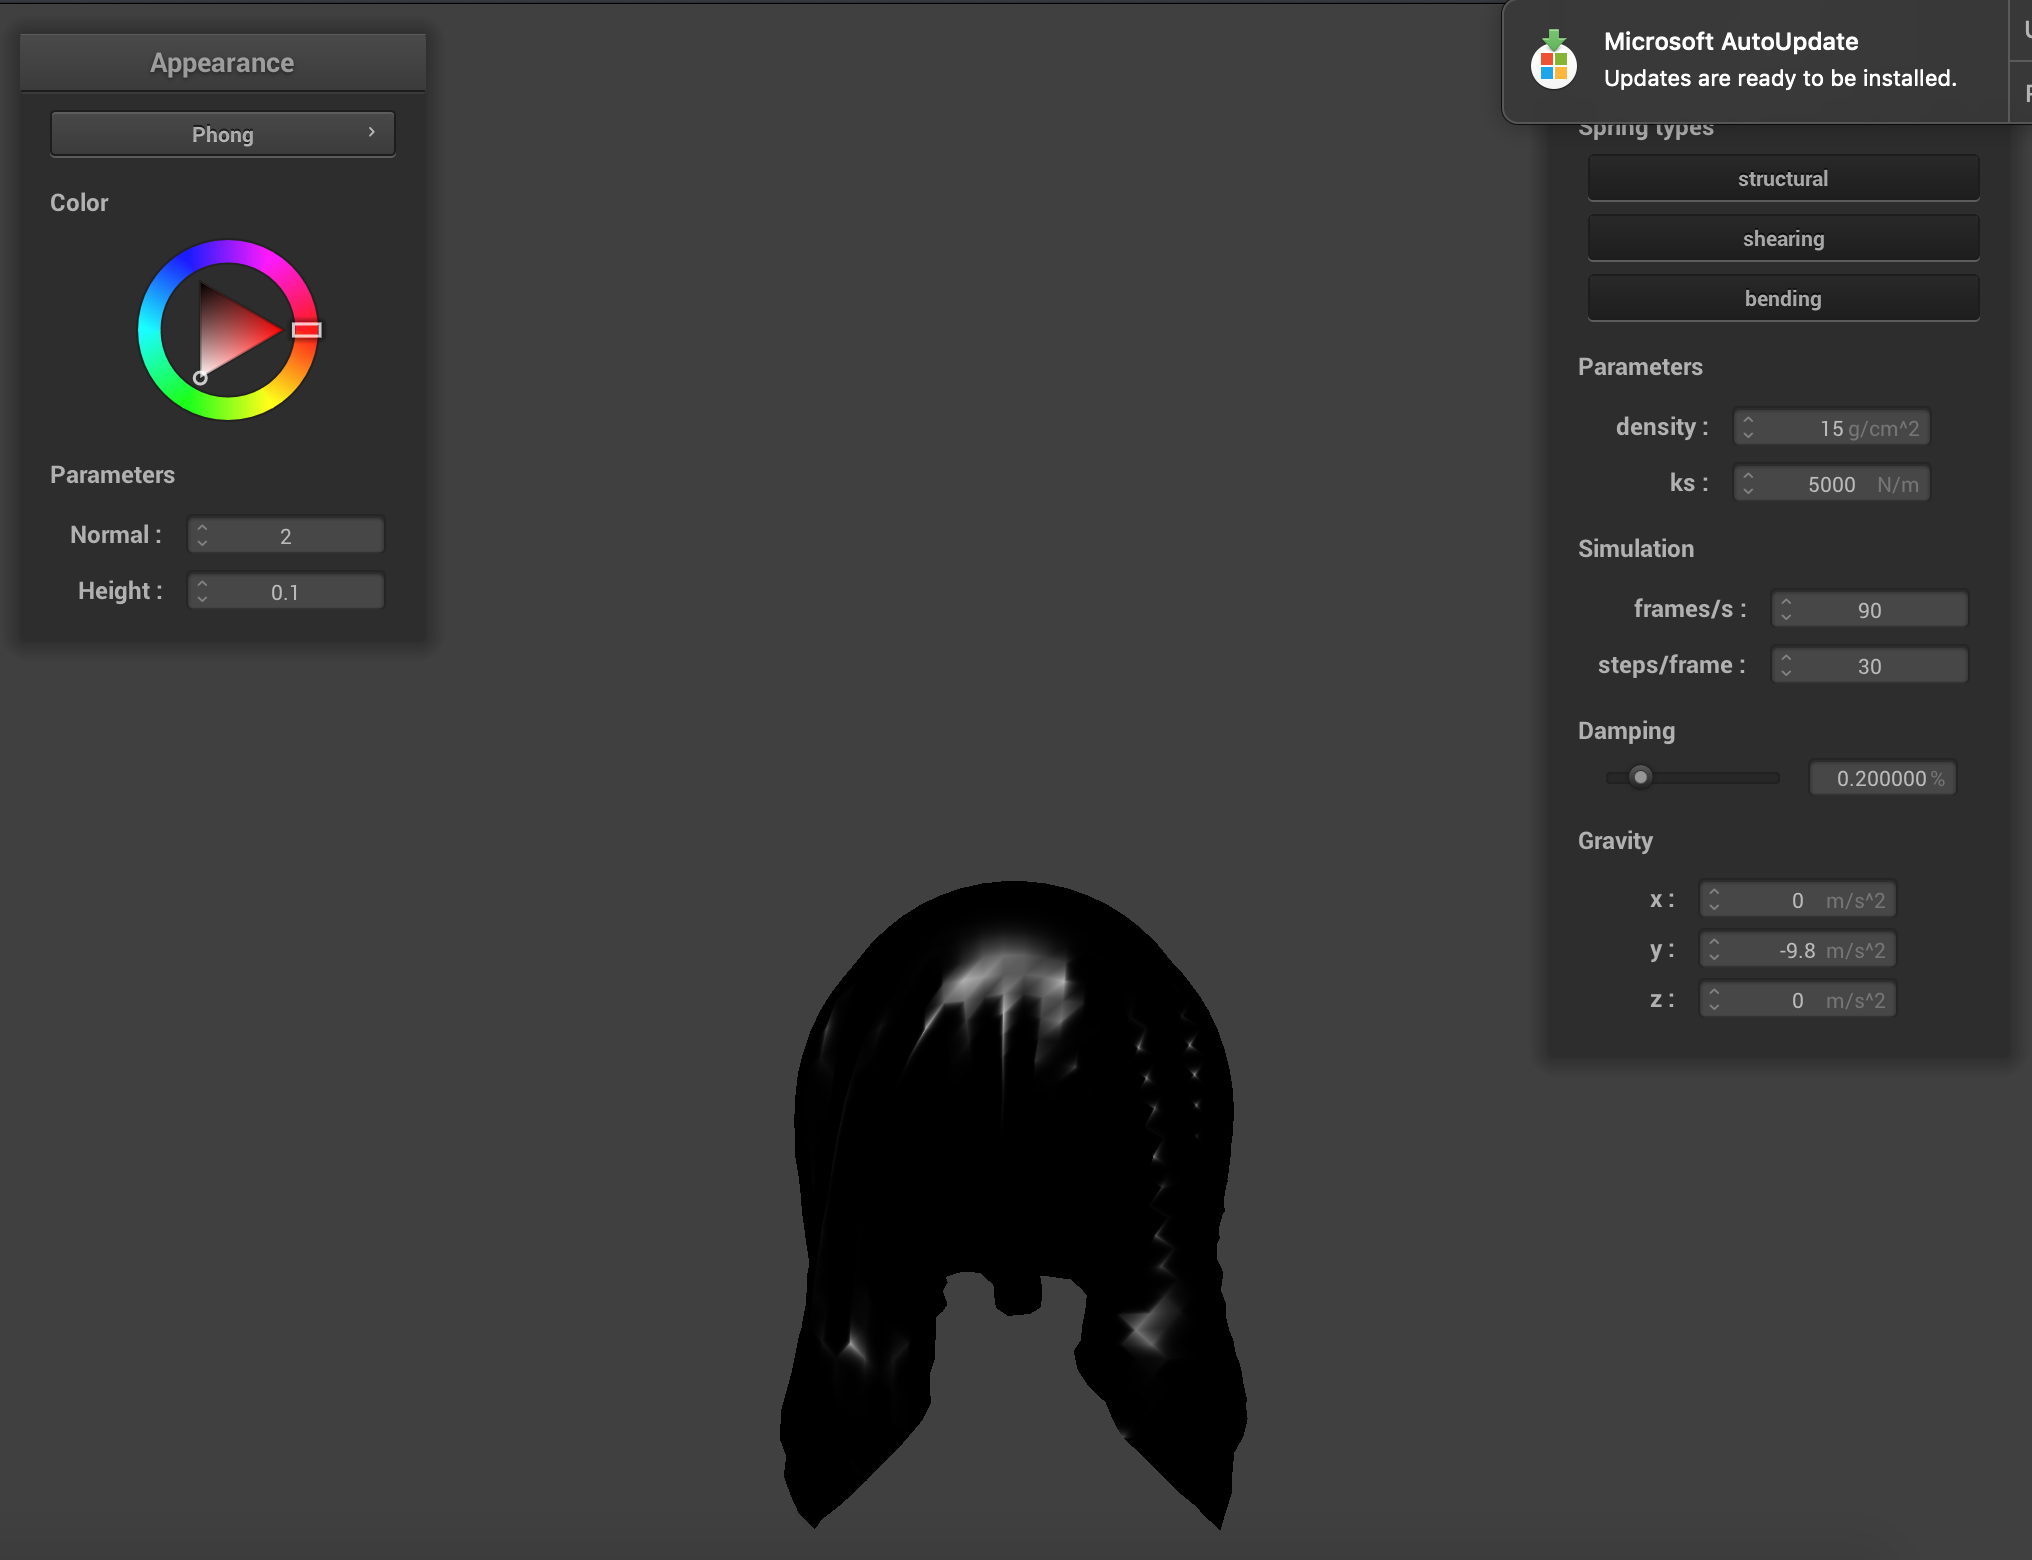 Appearance
Phong
Color
Parameters
Normal : 2
Height : 0.1
Microsoft AutoUpdate
Updates are ready to be installed.
Spring types
structural
shearing
bending
Parameters
density : 15 g/cm^2
ks : 5000 N/m
Simulation
frames/s : 90
steps/frame : 30
Damping
0.200000 %
Gravity
x : 0 m/s^2
y : -9.8 m/s^2
z : 0 m/s^2